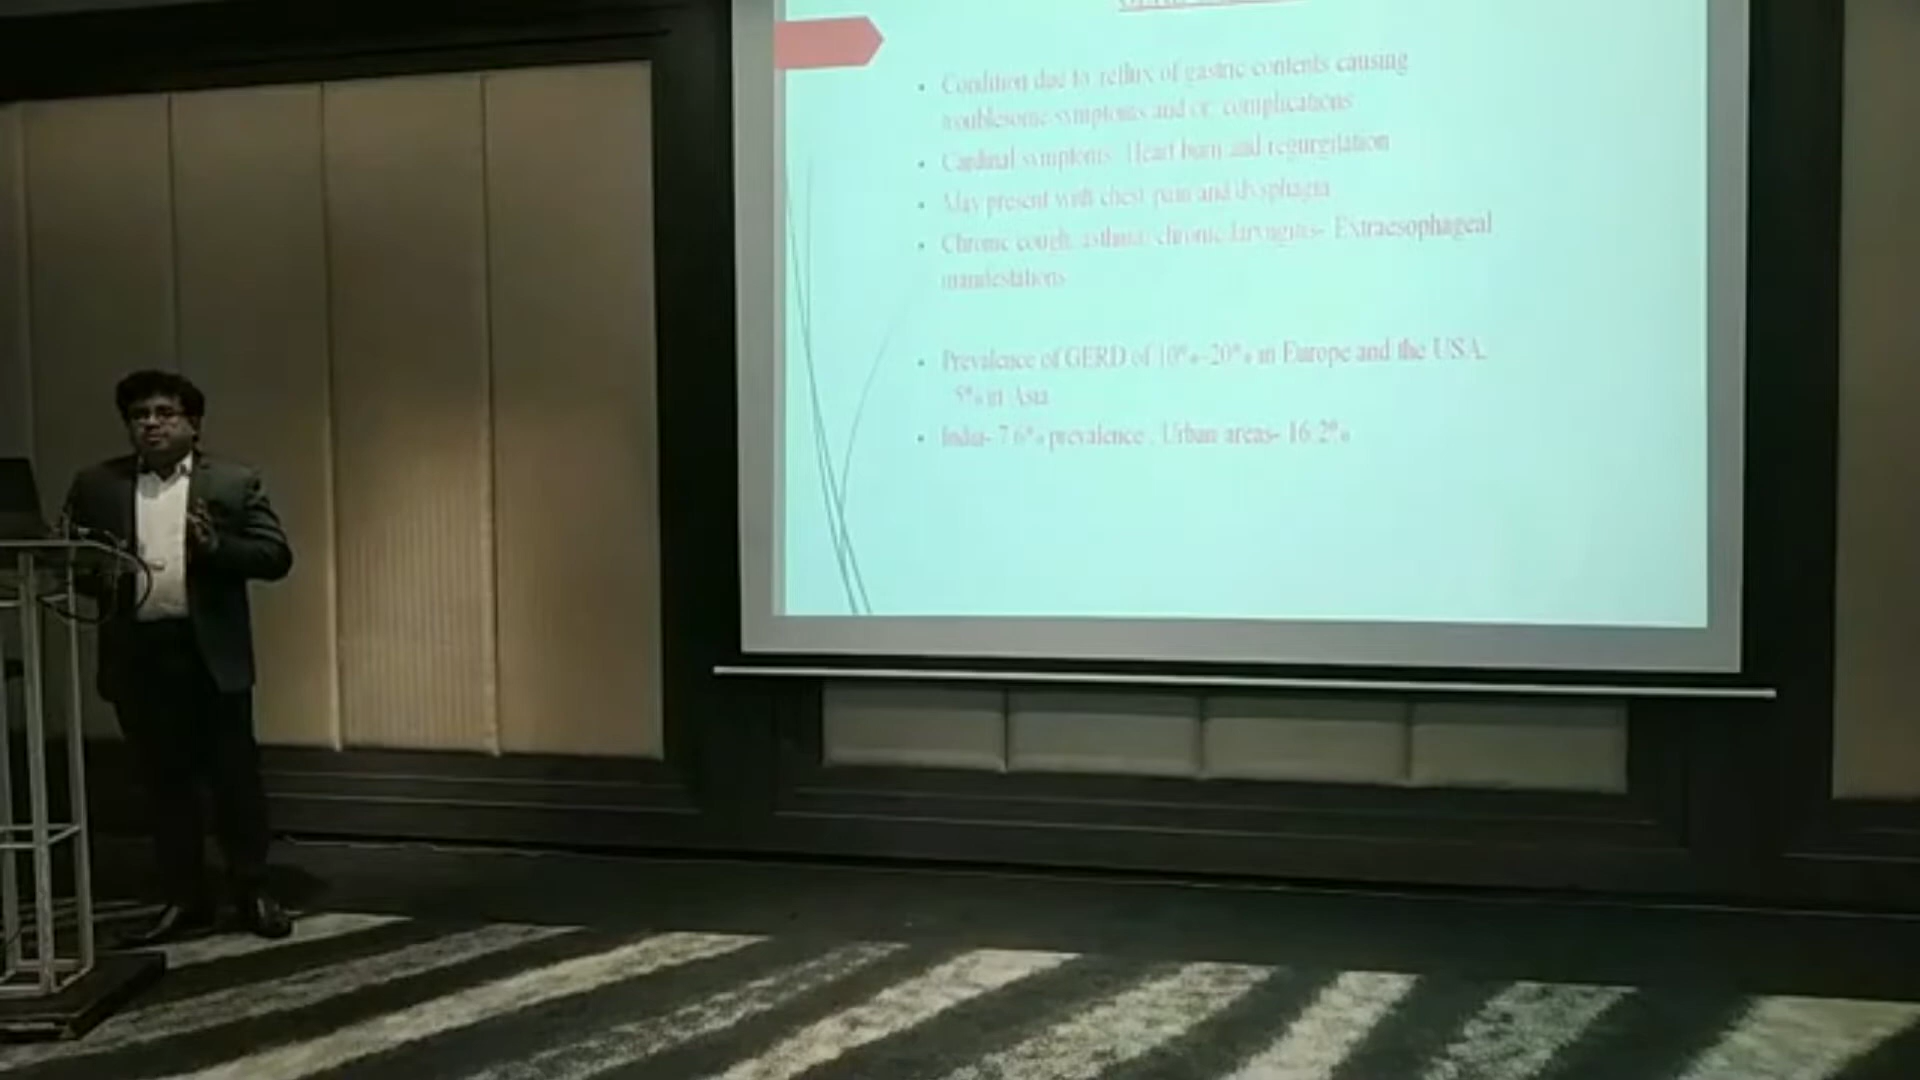 Condition due to reflux of gastric contents causing
troublesome symptoms and or complications
Cardinal symptoms Heart burn and regurgitation
May present with chest pain and dysphagia
Chronic cough, asthma, chronic laryngitis- Extraesophageal
manifestations
Prevalence of GERD of 10%-20% in Europe and the USA,
5% in Asia
India- 7.6% prevalence , Urban areas- 16.2%